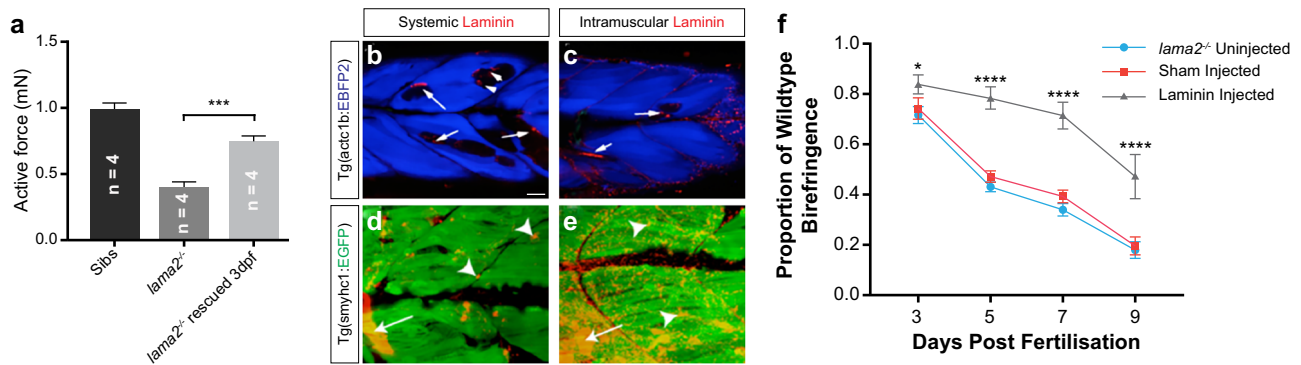 a
Active force (mN)
1.5
1.0
0.5
0.0
n = 4
n = 4
n = 4
***
Sibs
lama2-/-
lama2-/- rescued 3dpf
Systemic Laminin
Intramuscular Laminin
Tg(actc1b:EBFP2)
Tg(smyhc1:EGFP)
b
c
d
e
f
Proportion of Wildtype
Birefringence
1.0
0.8
0.6
0.4
0.2
0.0
*
****
****
****
3
5
7
9
Days Post Fertilisation
lama2-/- Uninjected
Sham Injected
Laminin Injected